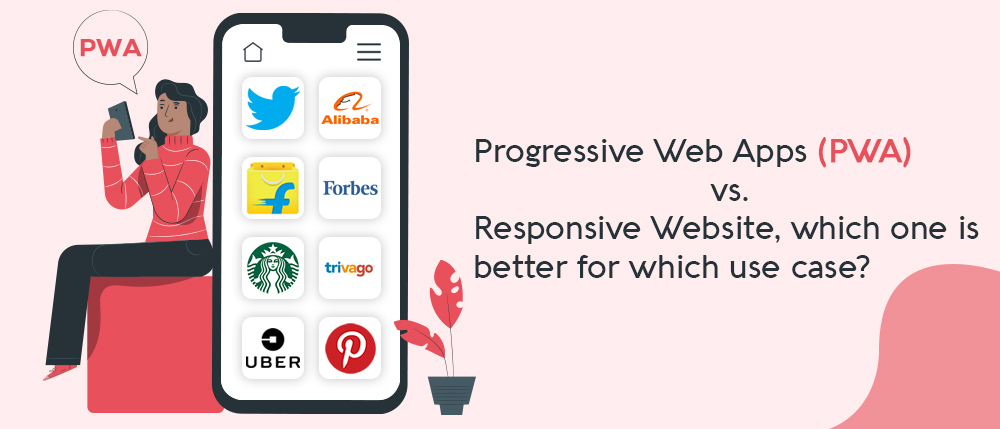 PWA
Alibaba
f
Forbes
trivago
UBER
Progressive Web Apps (PWA)
vs.
Responsive Website, which one is
better for which use case?